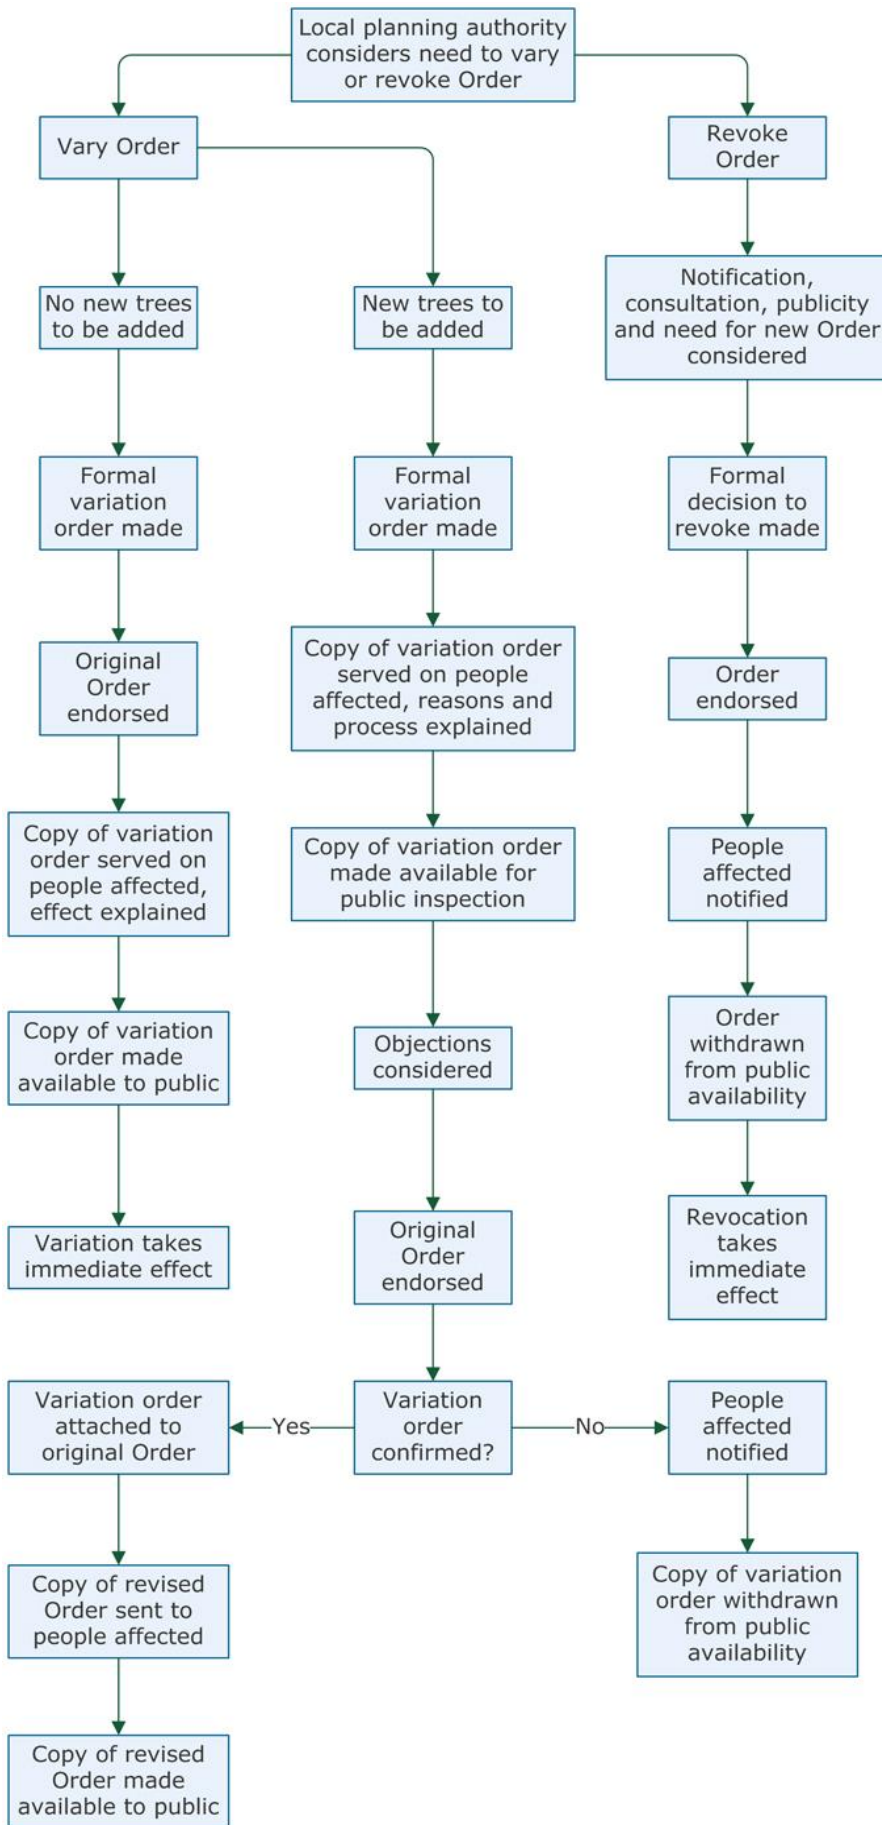 Local planning authority
considers need to vary
or revoke Order
Vary Order
Revoke
Order
No new trees
to be added
New trees to
be added
Notification,
consultation, publicity
and need for new Order
considered
Formal
variation
order made
Formal
variation
order made
Formal
decision to
revoke made
Original
Order
endorsed
Copy of variation order
served on people
affected, reasons and
process explained
Order
endorsed
Copy of variation
order served on
people affected,
effect explained
Copy of variation order
made available for
public inspection
People
affected
notified
Copy of variation
order made
available to public
Objections
considered
Order
withdrawn
from public
availability
Variation takes
immediate effect
Original
Order
endorsed
Revocation
takes
immediate
effect
Variation order
attached to
original Order
Yes
Variation
order
confirmed?
No
People
affected
notified
Copy of revised
Order sent to
people affected
Copy of variation
order withdrawn
from public
availability
Copy of revised
Order made
available to public